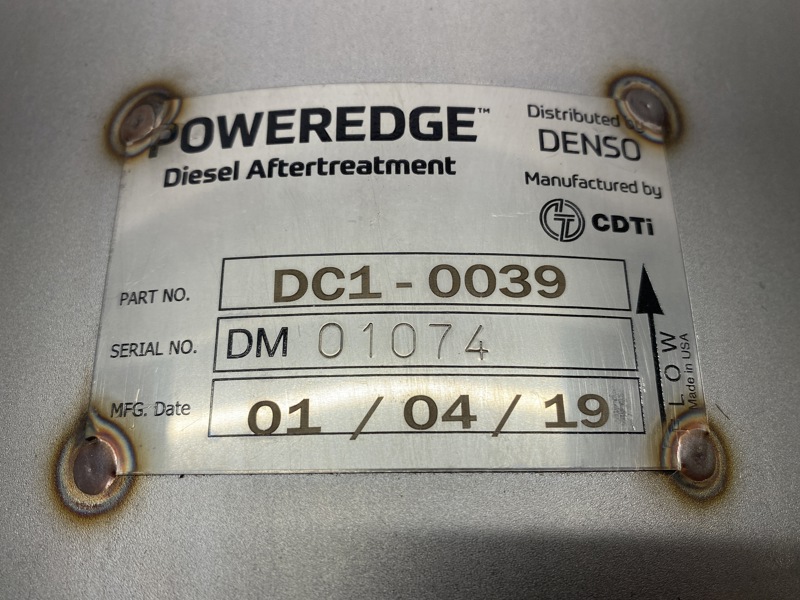 POWEREDGE™
Diesel Aftertreatment
Distributed by
DENSO
Manufactured by
CDTi
PART NO. DC1-0039
SERIAL NO. DM 01074
MFG. Date 01 / 04 / 19
FLOW
Made in USA